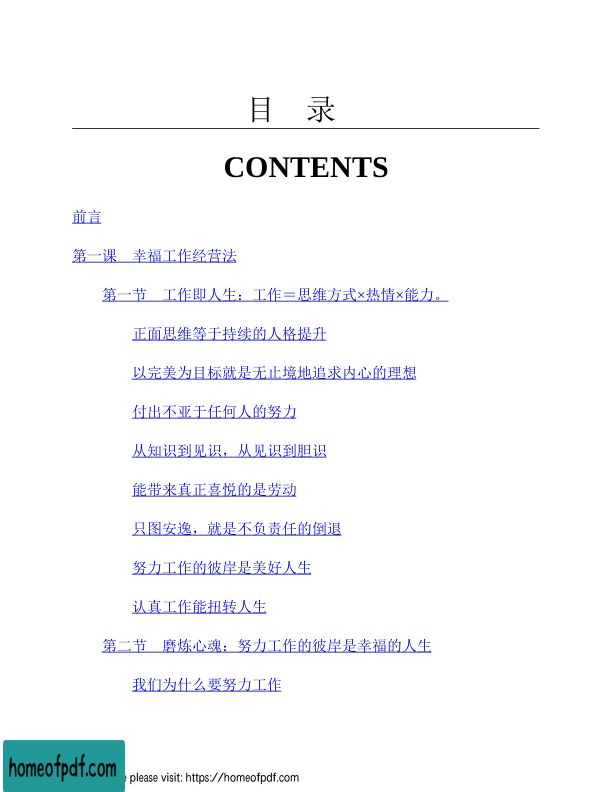 目 录
CONTENTS
前言
第一课 幸福工作经营法
第一节 工作即人生：工作＝思维方式×热情×能力。
正面思维等于持续的人格提升
以完美为目标就是无止境地追求内心的理想
付出不亚于任何人的努力
从知识到见识，从见识到胆识
能带来真正喜悦的是劳动
只图安逸，就是不负责任的倒退
努力工作的彼岸是美好人生
认真工作能扭转人生
第二节 磨炼心魂：努力工作的彼岸是幸福的人生
我们为什么要努力工作
homeofpdf.com
please visit: https://homeofpdf.com